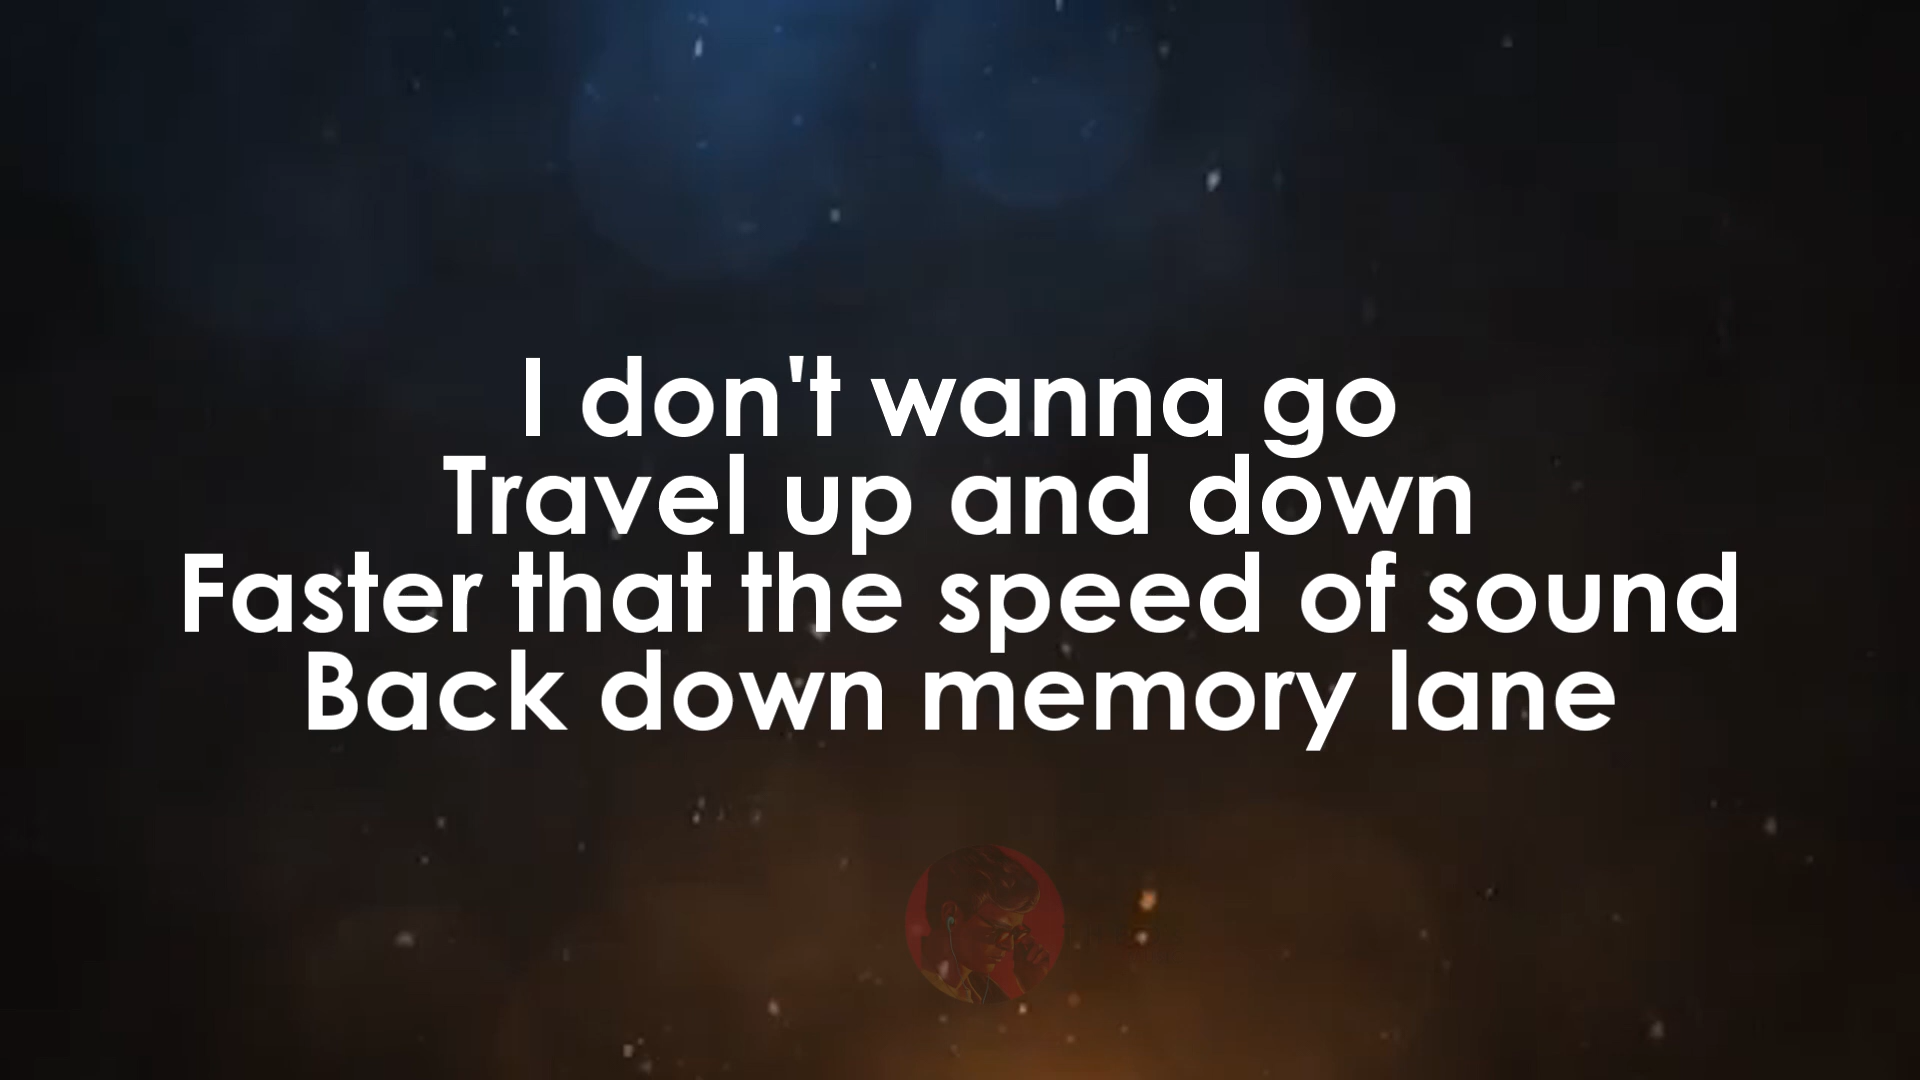 I don't wanna go
Travel up and down
Faster that the speed of sound
Back down memory lane